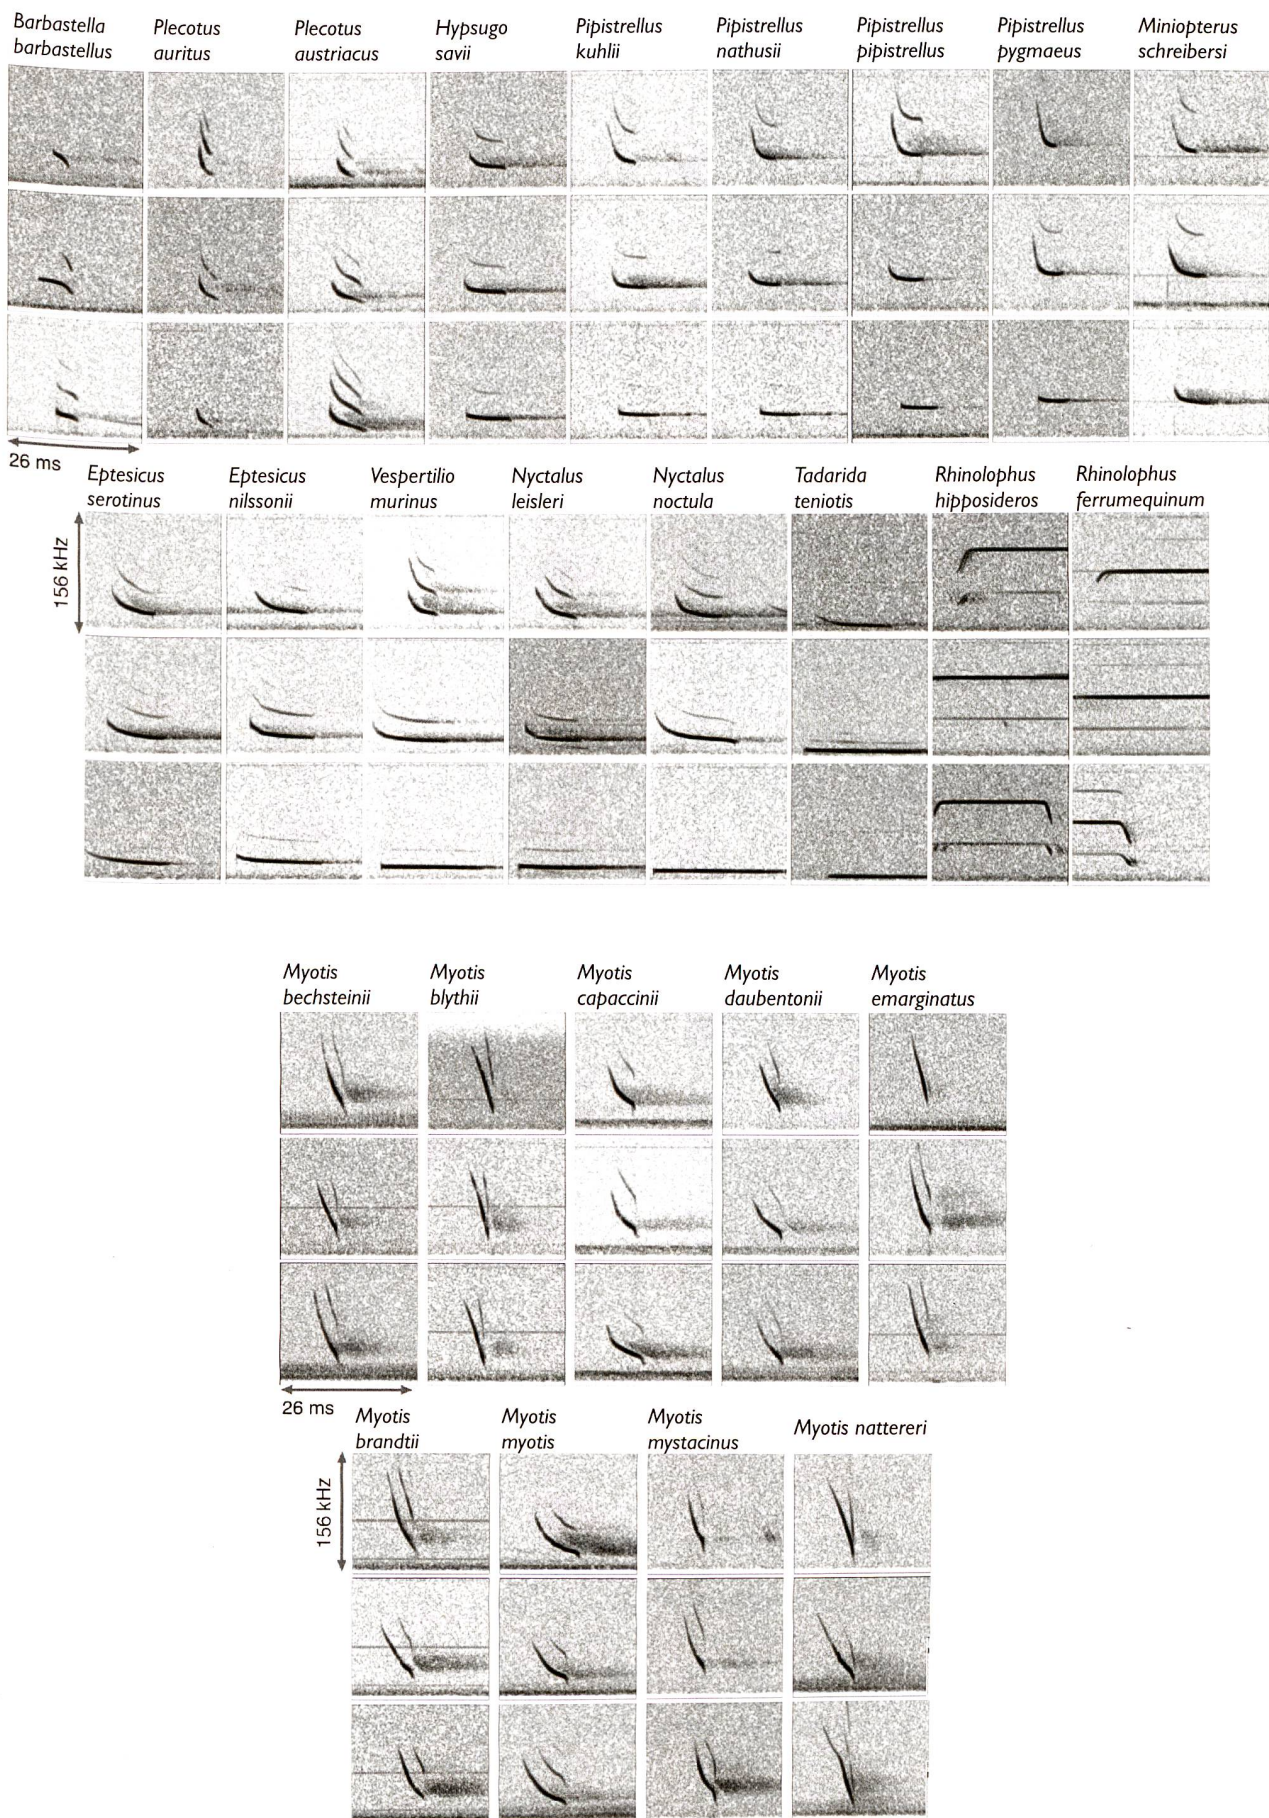 Barbastella
barbastellus
Plecotus
auritus
Plecotus
austriacus
Hypsugo
savii
Pipistrellus
kuhlii
Pipistrellus
nathusii
Pipistrellus
pipistrellus
Pipistrellus
pygmaeus
Miniopterus
schreibersi
26 ms
Eptesicus
serotinus
Eptesicus
nilssonii
Vespertilio
murinus
Nyctalus
leisleri
Nyctalus
noctula
Tadarida
teniotis
Rhinolophus
hipposideros
Rhinolophus
ferrumequinum
156 kHz
Myotis
bechsteinii
Myotis
blythii
Myotis
capaccinii
Myotis
daubentonii
Myotis
emarginatus
26 ms
Myotis
brandtii
Myotis
myotis
Myotis
mystacinus
Myotis nattereri
156 kHz